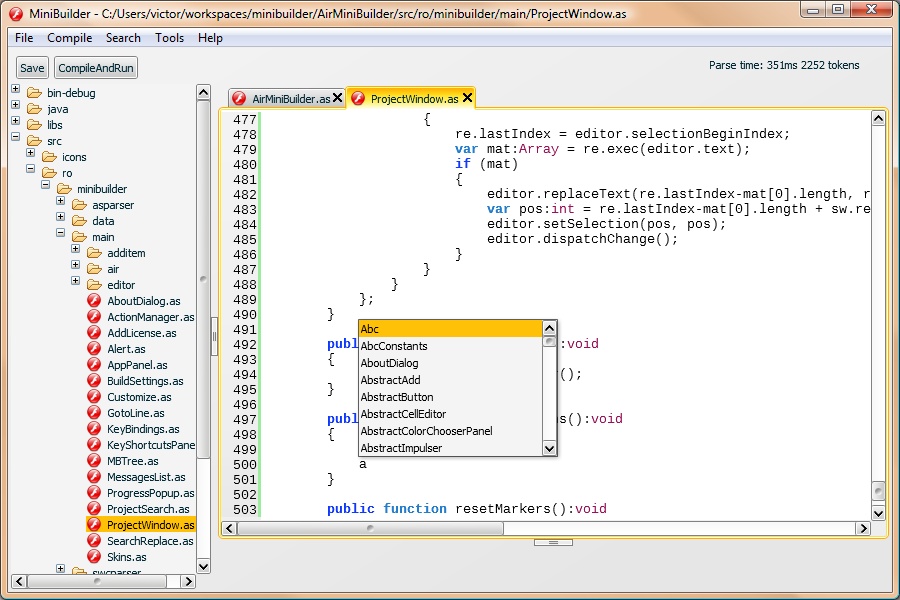 MiniBuilder - C:/Users/victor/workspaces/minibuilder/AirMiniBuilder/src/ro/minibuilder/main/ProjectWindow.as
File Compile Search Tools Help
Save CompileAndRun
Parse time: 351ms 2252 tokens
bin-debug
java
libs
src
icons
ro
minibuilder
asparser
data
main
additem
air
editor
AboutDialog.as
ActionManager.as
AddLicense.as
Alert.as
AppPanel.as
BuildSettings.as
Customize.as
GotoLine.as
KeyBindings.as
KeyShortcutsPane
MBTree.as
MessagesList.as
ProgressPopup.as
ProjectSearch.as
ProjectWindow.as
SearchReplace.as
Skins.as
swcparser
AirMiniBuilder.as ProjectWindow.as
477 {
478 re.lastIndex = editor.selectionBeginIndex;
479 var mat:Array = re.exec(editor.text);
480 if (mat)
481 {
482 editor.replaceText(re.lastIndex-mat[0].length, r
483 var pos:int = re.lastIndex-mat[0].length + sw.re
484 editor.setSelection(pos, pos);
485 editor.dispatchChange();
486 }
487 }
488 }
489 };
490 }
491
492 publ :void
493 {
494 ();
495 }
496
497 publ s():void
498 {
499
500 a
501 }
502
503 public function resetMarkers():void
Abc
AbcConstants
AboutDialog
AbstractAdd
AbstractButton
AbstractCellEditor
AbstractColorChooserPanel
AbstractImpulser